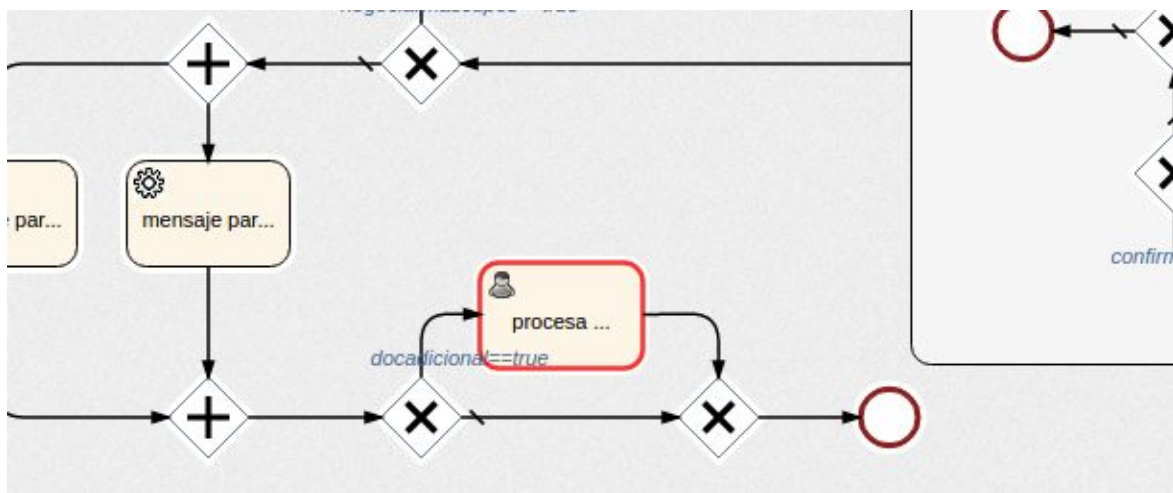 par...
mensaje par...
procesa ...
docadicional==true
confirm